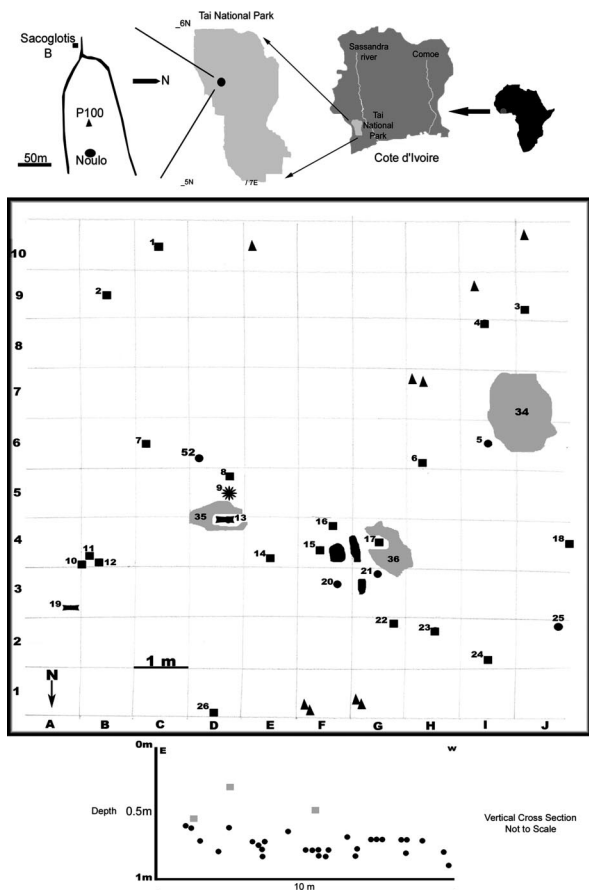 Tai National Park
_6N
Sacoglotis
B
N
P100
Noulo
50m
_5N
/ 7E
Sassandra
river
Comoe
Tai
National
Park
Cote d'Ivoire
10
1
2
9
3
4
8
7
34
7
52
5
6
6
8
9
5
35
13
16
18
4
11
10
12
14
15
17
36
21
20
3
19
22
23
25
2
24
1 m
N
1
26
A
B
C
D
E
F
G
H
I
J
0m
E
W
Depth
0.5m
Vertical Cross Section
Not to Scale
1m
10 m